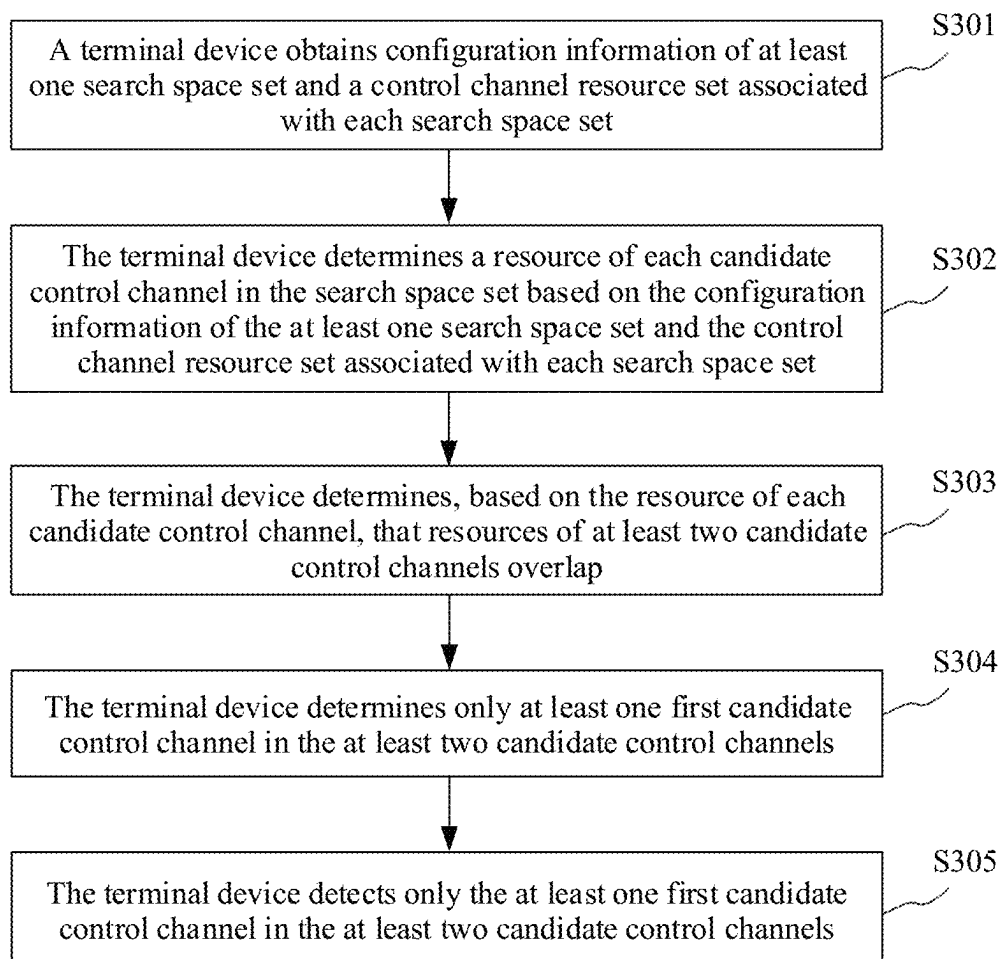 S301
A terminal device obtains configuration information of at least
one search space set and a control channel resource set associated
with each search space set
S302
The terminal device determines a resource of each candidate
control channel in the search space set based on the configuration
information of the at least one search space set and the control
channel resource set associated with each search space set
S303
The terminal device determines, based on the resource of each
candidate control channel, that resources of at least two candidate
control channels overlap
S304
The terminal device determines only at least one first candidate
control channel in the at least two candidate control channels
S305
The terminal device detects only the at least one first candidate
control channel in the at least two candidate control channels